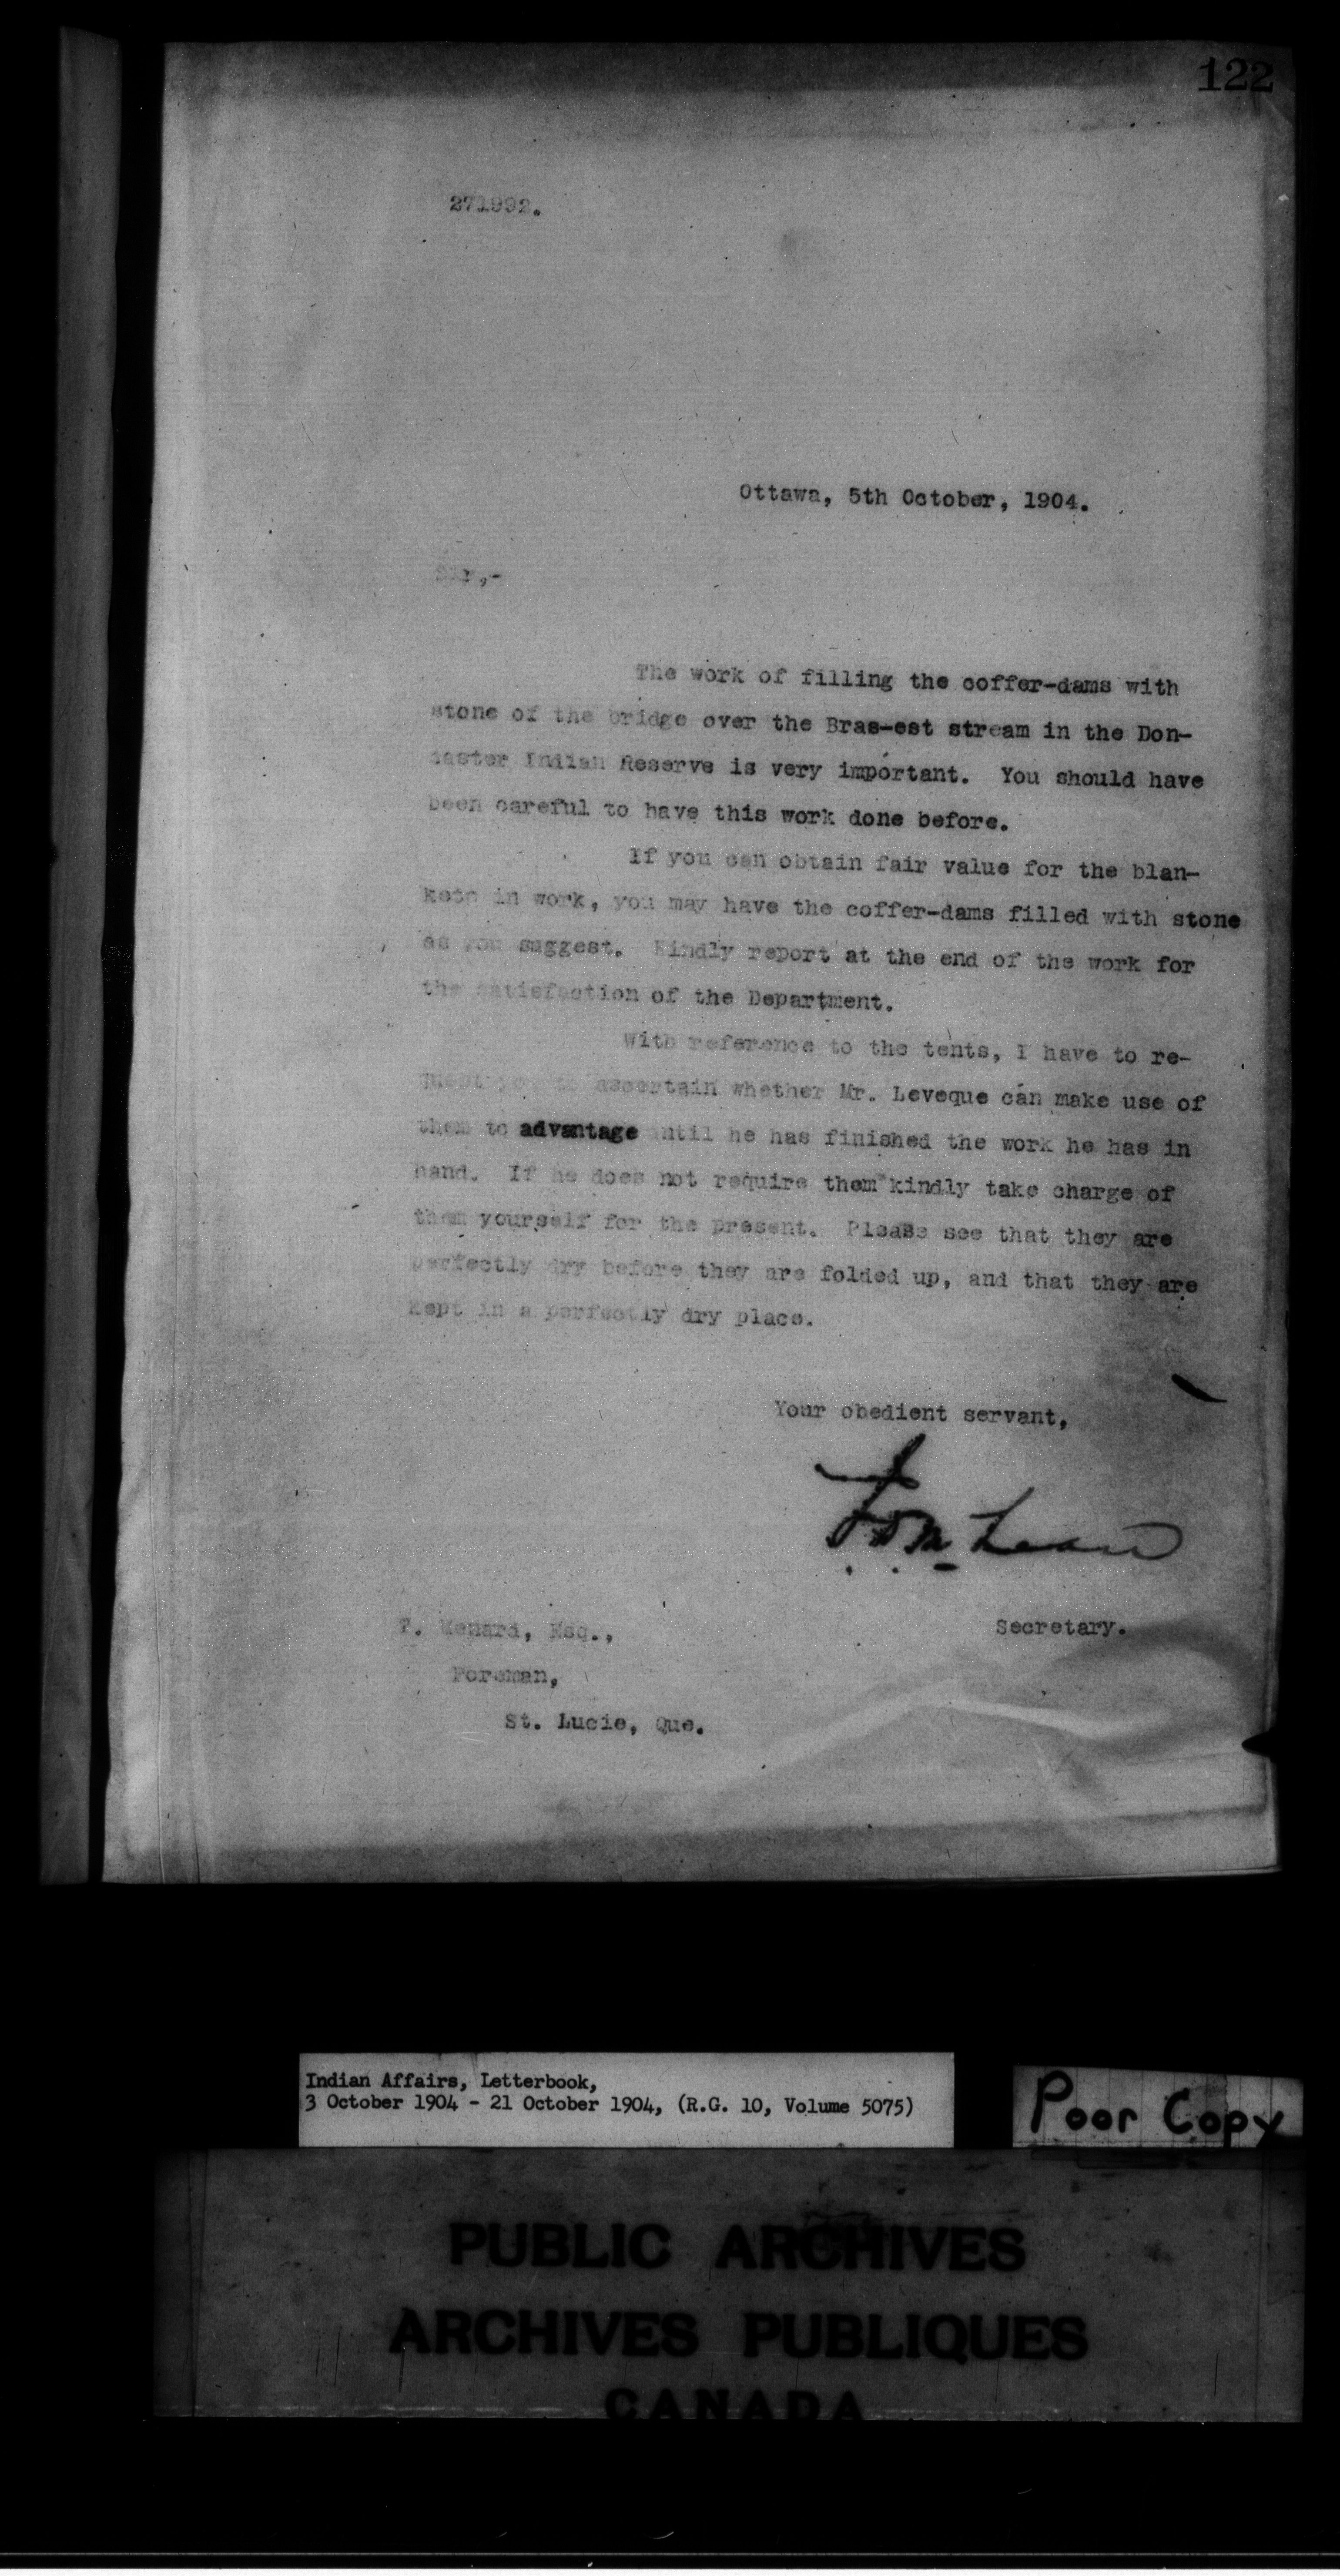 122
271992.
Ottawa, 5th October, 1904.
Sir,-
The work of filling the coffer-dams with
stone of the bridge over the Bras-est stream in the Don-
caster Indian Reserve is very important. You should have
been careful to have this work done before.
If you can obtain fair value for the blan-
kets in work, you may have the coffer-dams filled with stone
as you suggest. Kindly report at the end of the work for
the satisfaction of the Department.
With reference to the tents, I have to re-
quest you to ascertain whether Mr. Leveque can make use of
them to advantage until he has finished the work he has in
hand. If he does not require them kindly take charge of
them yourself for the present. Please see that they are
perfectly dry before they are folded up, and that they are
kept in a perfectly dry place.
Your obedient servant,
Secretary.
Menard, Esq.,
Foreman,
St. Lucie, Que.
Indian Affairs, Letterbook,
3 October 1904 - 21 October 1904, (R.G. 10, Volume 5075)
Poor Copy
PUBLIC ARCHIVES
ARCHIVES PUBLIQUES
CANADA